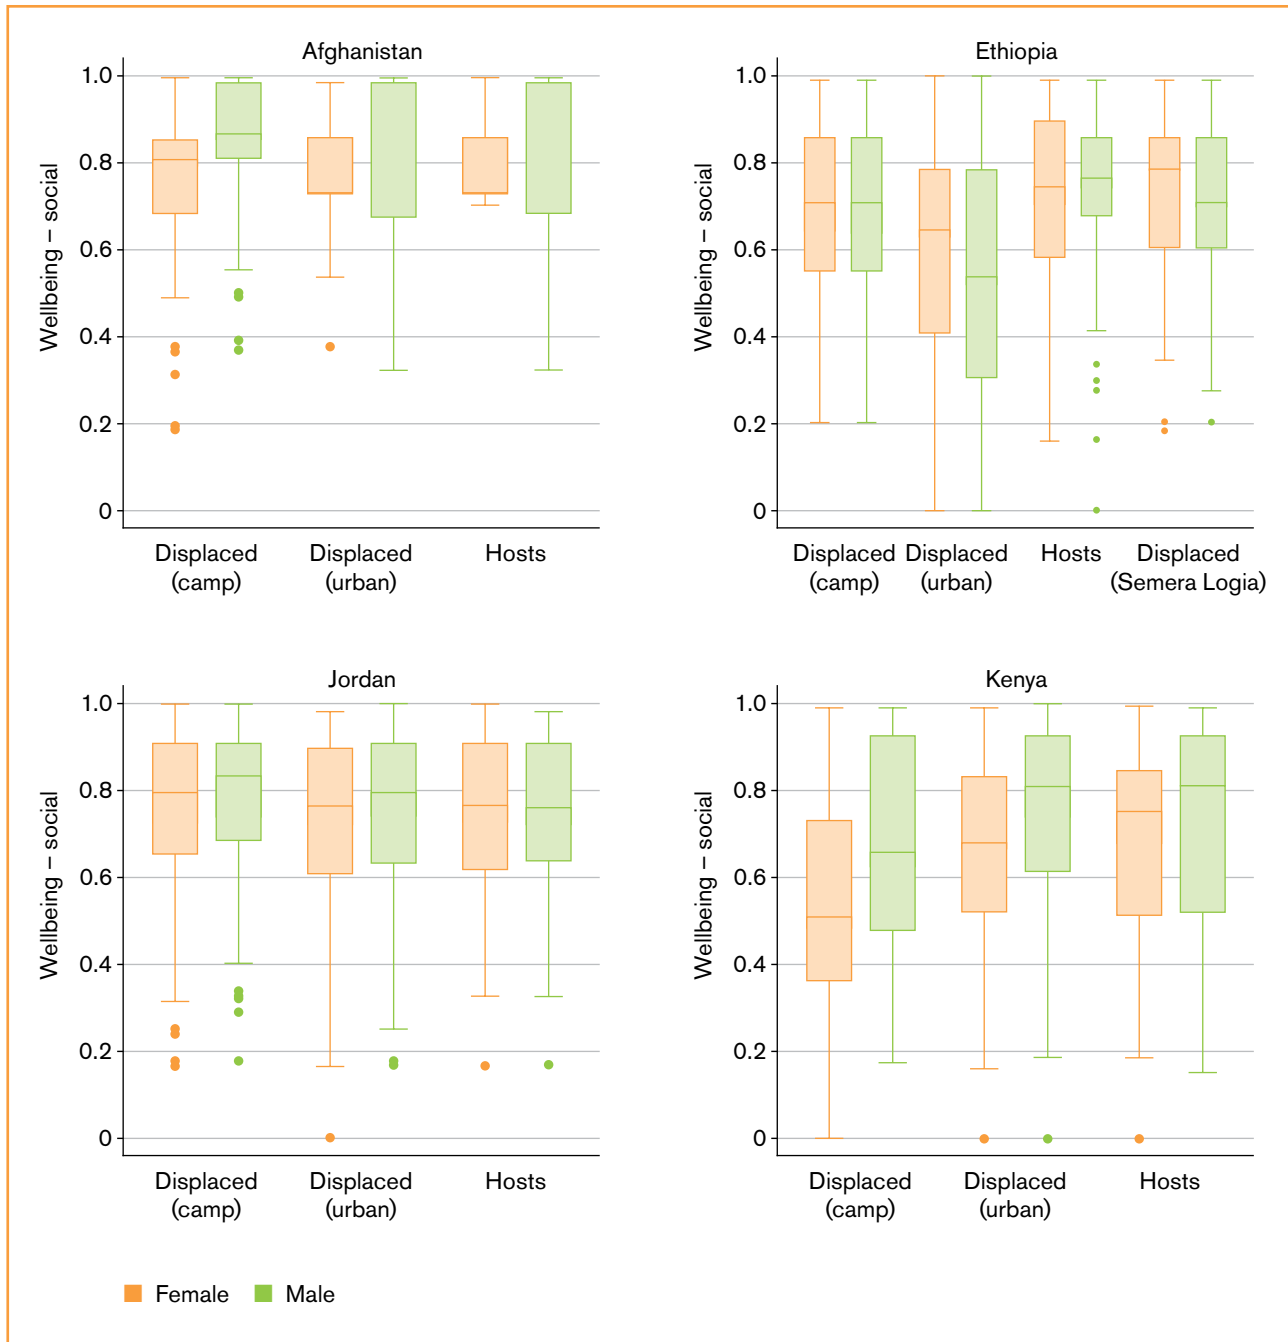 Afghanistan
Wellbeing – social
1.0
0.8
0.6
0.4
0.2
0
Displaced
(camp)
Displaced
(urban)
Hosts
Ethiopia
Wellbeing – social
1.0
0.8
0.6
0.4
0.2
0
Displaced
(camp)
Displaced
(urban)
Hosts
Displaced
(Semera Logia)
Jordan
Wellbeing – social
1.0
0.8
0.6
0.4
0.2
0
Displaced
(camp)
Displaced
(urban)
Hosts
Kenya
Wellbeing – social
1.0
0.8
0.6
0.4
0.2
0
Displaced
(camp)
Displaced
(urban)
Hosts
Female
Male